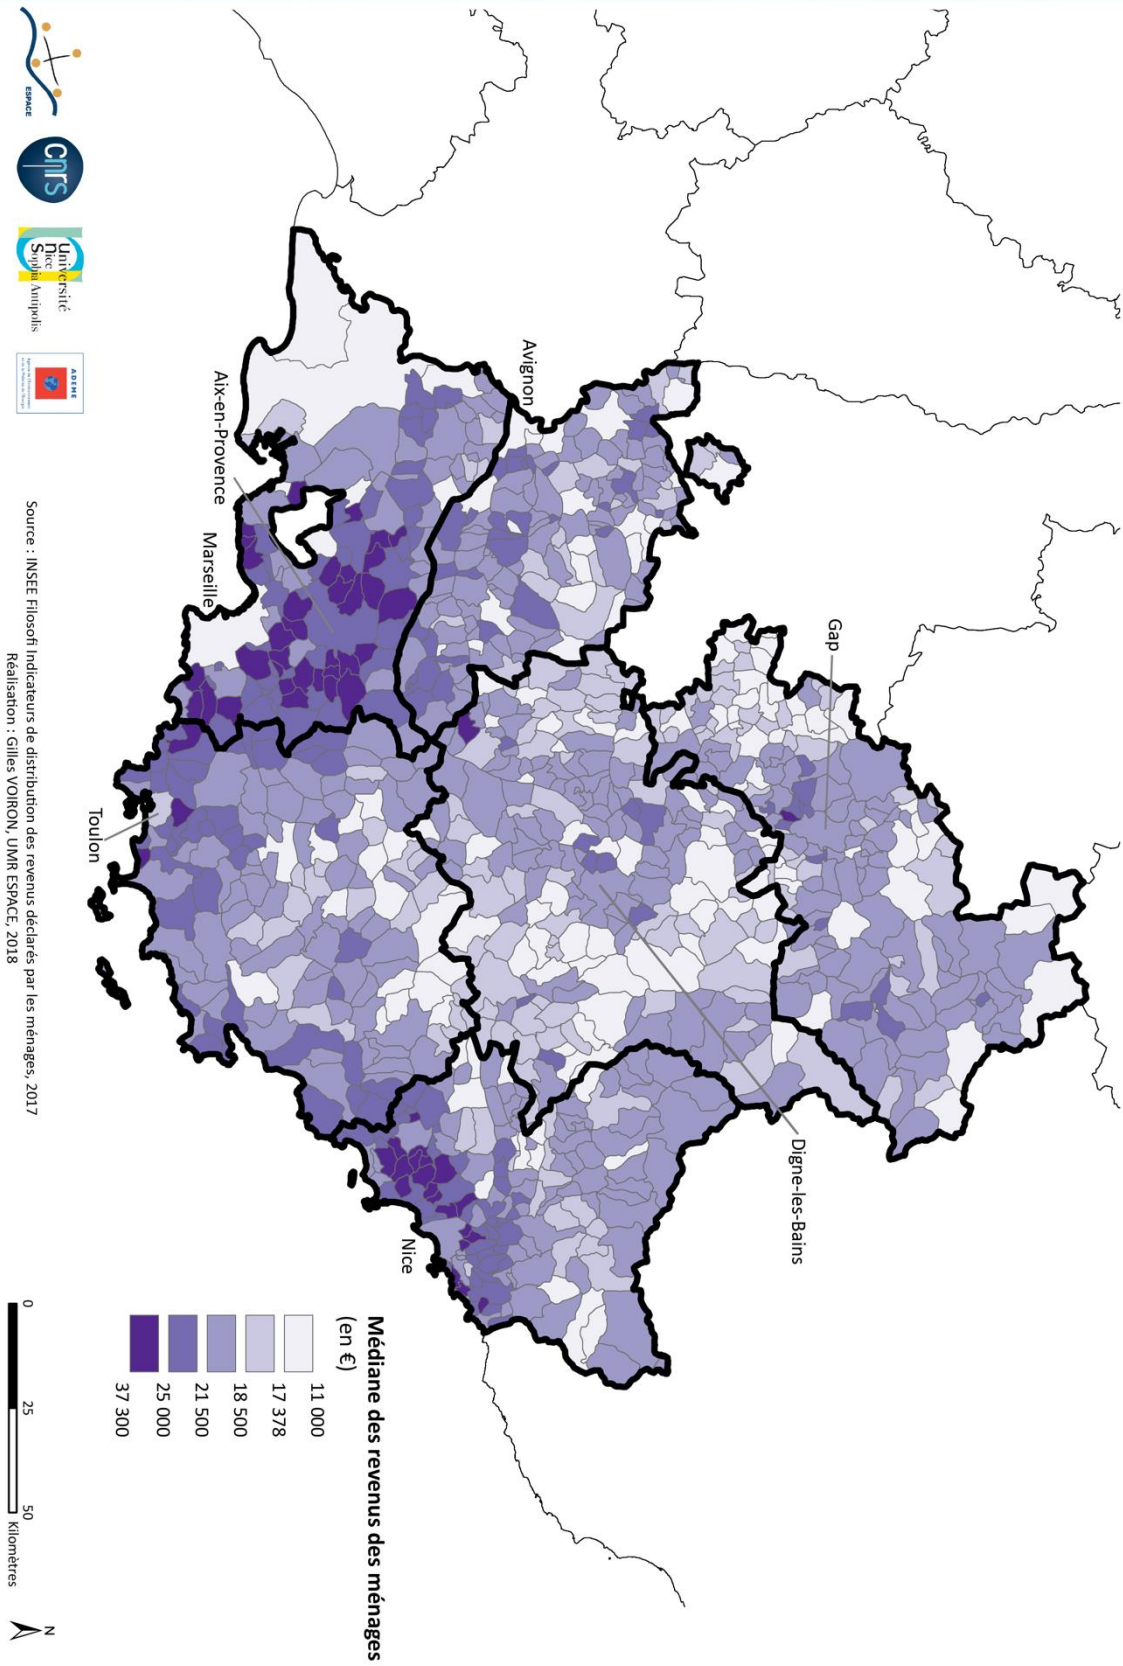 Gap
Avignon
Digne-les-Bains
Aix-en-Provence
Marseille
Nice
Toulon
Médiane des revenus des ménages
(en €)
11 000
17 378
18 500
21 500
25 000
37 300
0 25 50
Kilomètres
N
ESPACE
cnrs
Université
nice
Sophia Antipolis
ADEME
Source : INSEE Filosofi Indicateurs de distribution des revenus déclarés par les ménages, 2017
Réalisation : Gilles VOIRON, UMR ESPACE, 2018